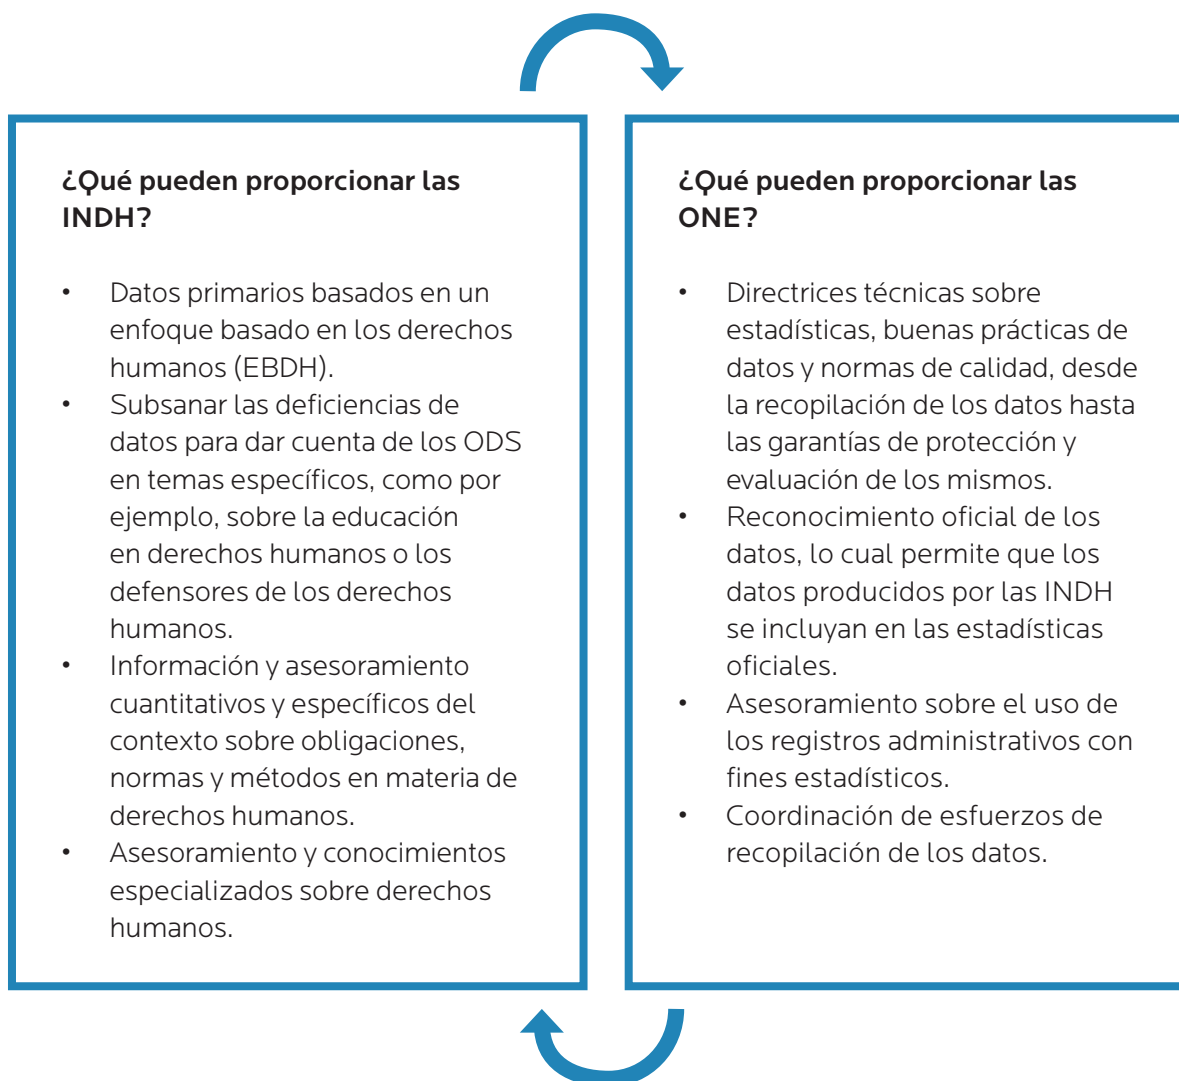 ¿Qué pueden proporcionar las
INDH?
• Datos primarios basados en un
enfoque basado en los derechos
humanos (EBDH).
• Subsanar las deficiencias de
datos para dar cuenta de los ODS
en temas específicos, como por
ejemplo, sobre la educación
en derechos humanos o los
defensores de los derechos
humanos.
• Información y asesoramiento
cuantitativos y específicos del
contexto sobre obligaciones,
normas y métodos en materia de
derechos humanos.
• Asesoramiento y conocimientos
especializados sobre derechos
humanos.
¿Qué pueden proporcionar las
ONE?
• Directrices técnicas sobre
estadísticas, buenas prácticas de
datos y normas de calidad, desde
la recopilación de los datos hasta
las garantías de protección y
evaluación de los mismos.
• Reconocimiento oficial de los
datos, lo cual permite que los
datos producidos por las INDH
se incluyan en las estadísticas
oficiales.
• Asesoramiento sobre el uso de
los registros administrativos con
fines estadísticos.
• Coordinación de esfuerzos de
recopilación de los datos.